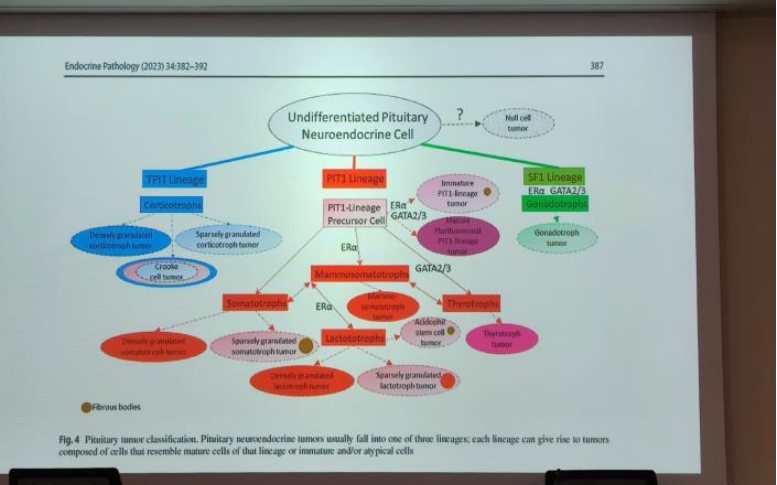 Endocrine Pathology (2023) 34:382–392
387
Undifferentiated Pituitary
Neuroendocrine Cell
?
Null cell
tumor
TPIT Lineage
PIT1 Lineage
SF1 Lineage
ERα GATA2/3
Corticotrophs
Gonadotrophs
PIT1-Lineage
Precursor Cell
ERα
GATA2/3
Immature
PIT1-lineage
tumor
Mature
Plurihormonal
PIT1-lineage
tumor
Densely granulated
corticotroph tumor
Sparsely granulated
corticotroph tumor
Gonadotroph
tumor
Crooke
cell tumor
ERα
GATA2/3
Mammosomatotrophs
Somatotrophs
ERα
Mammo-
somatotroph
tumor
Thyrotrophs
Densely granulated
somatotroph tumor
Sparsely granulated
somatotroph tumor
Lactotrophs
Acidophil
stem cell
tumor
Thyrotroph
tumor
Densely granulated
lactotroph tumor
Sparsely granulated
lactotroph tumor
Fibrous bodies
Fig. 4 Pituitary tumor classification. Pituitary neuroendocrine tumors usually fall into one of three lineages; each lineage can give rise to tumors
composed of cells that resemble mature cells of that lineage or immature and/or atypical cells